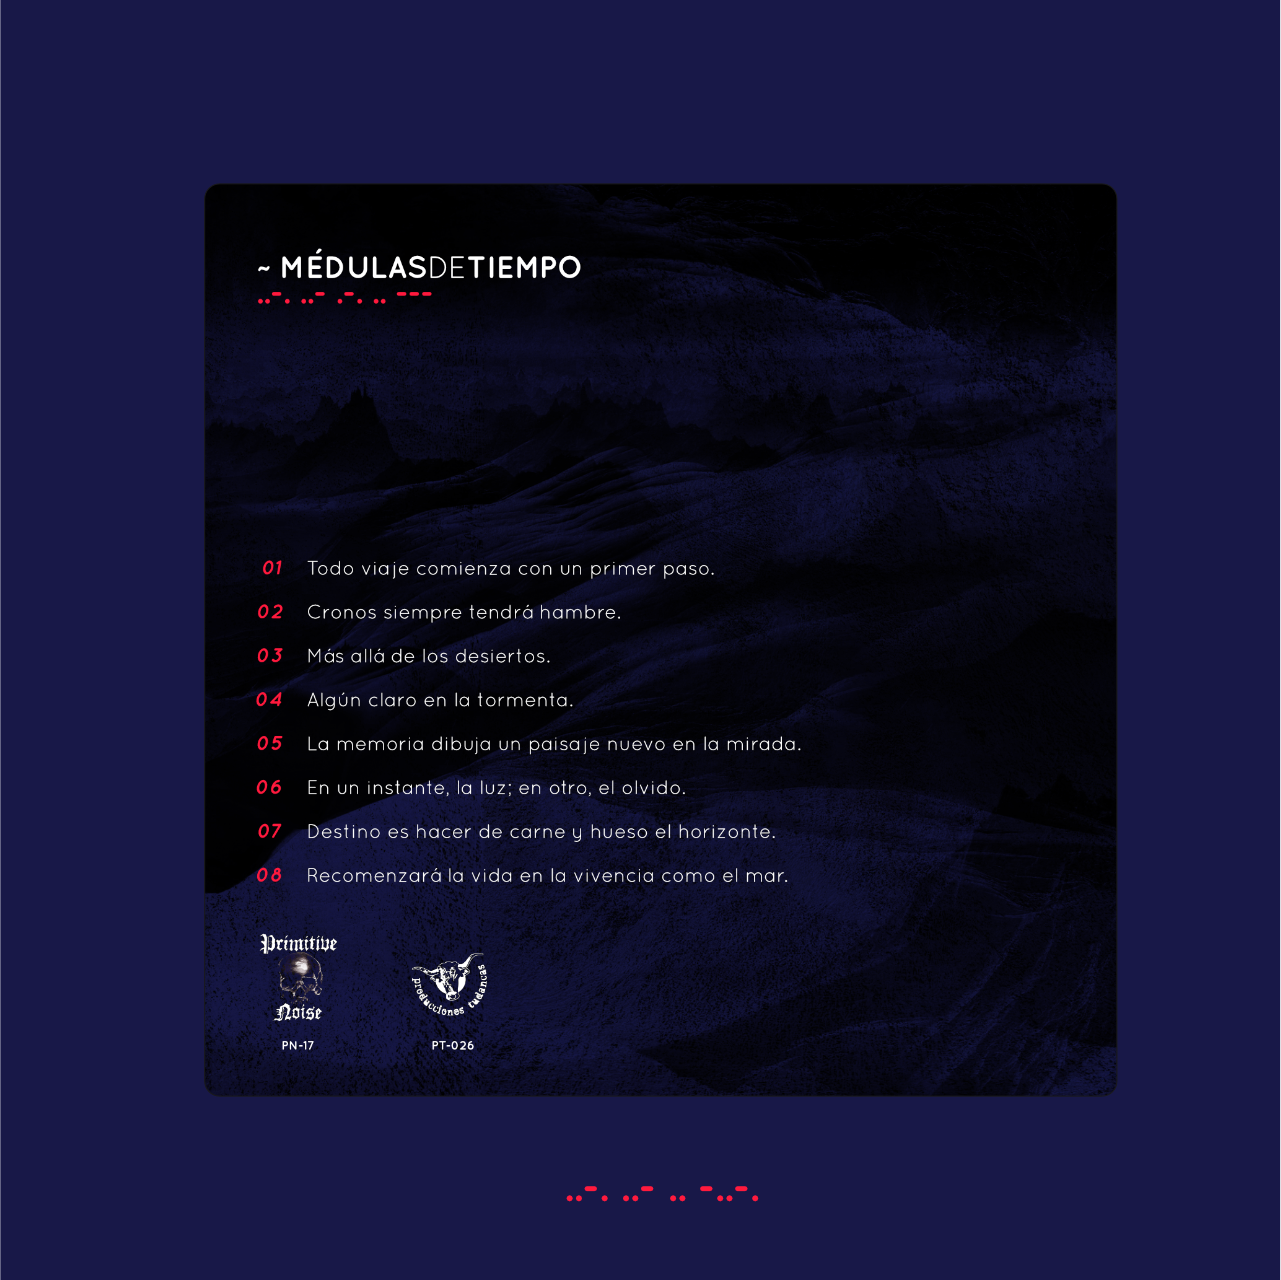 ~ MÉDULASDETIEMPO
..-. ..- .-. .. ---
01 Todo viaje comienza con un primer paso.
02 Cronos siempre tendrá hambre.
03 Más allá de los desiertos.
04 Algún claro en la tormenta.
05 La memoria dibuja un paisaje nuevo en la mirada.
06 En un instante, la luz; en otro, el olvido.
07 Destino es hacer de carne y hueso el horizonte.
08 Recomenzará la vida en la vivencia como el mar.
Primitive
Noise
PN-17
producciones tudancas
PT-026
..-. ..- .. -..-.